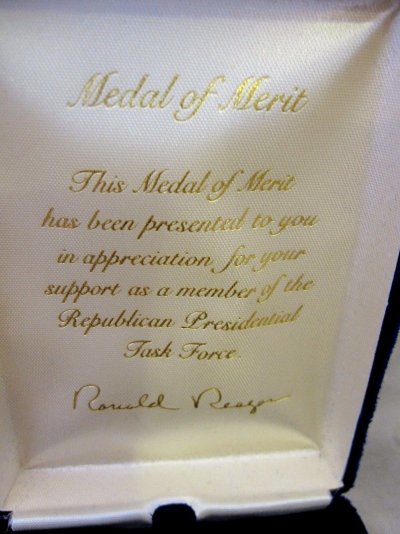 Medal of Merit
This Medal of Merit
has been presented to you
in appreciation for your
support as a member of the
Republican Presidential
Task Force.
Ronald Reagan